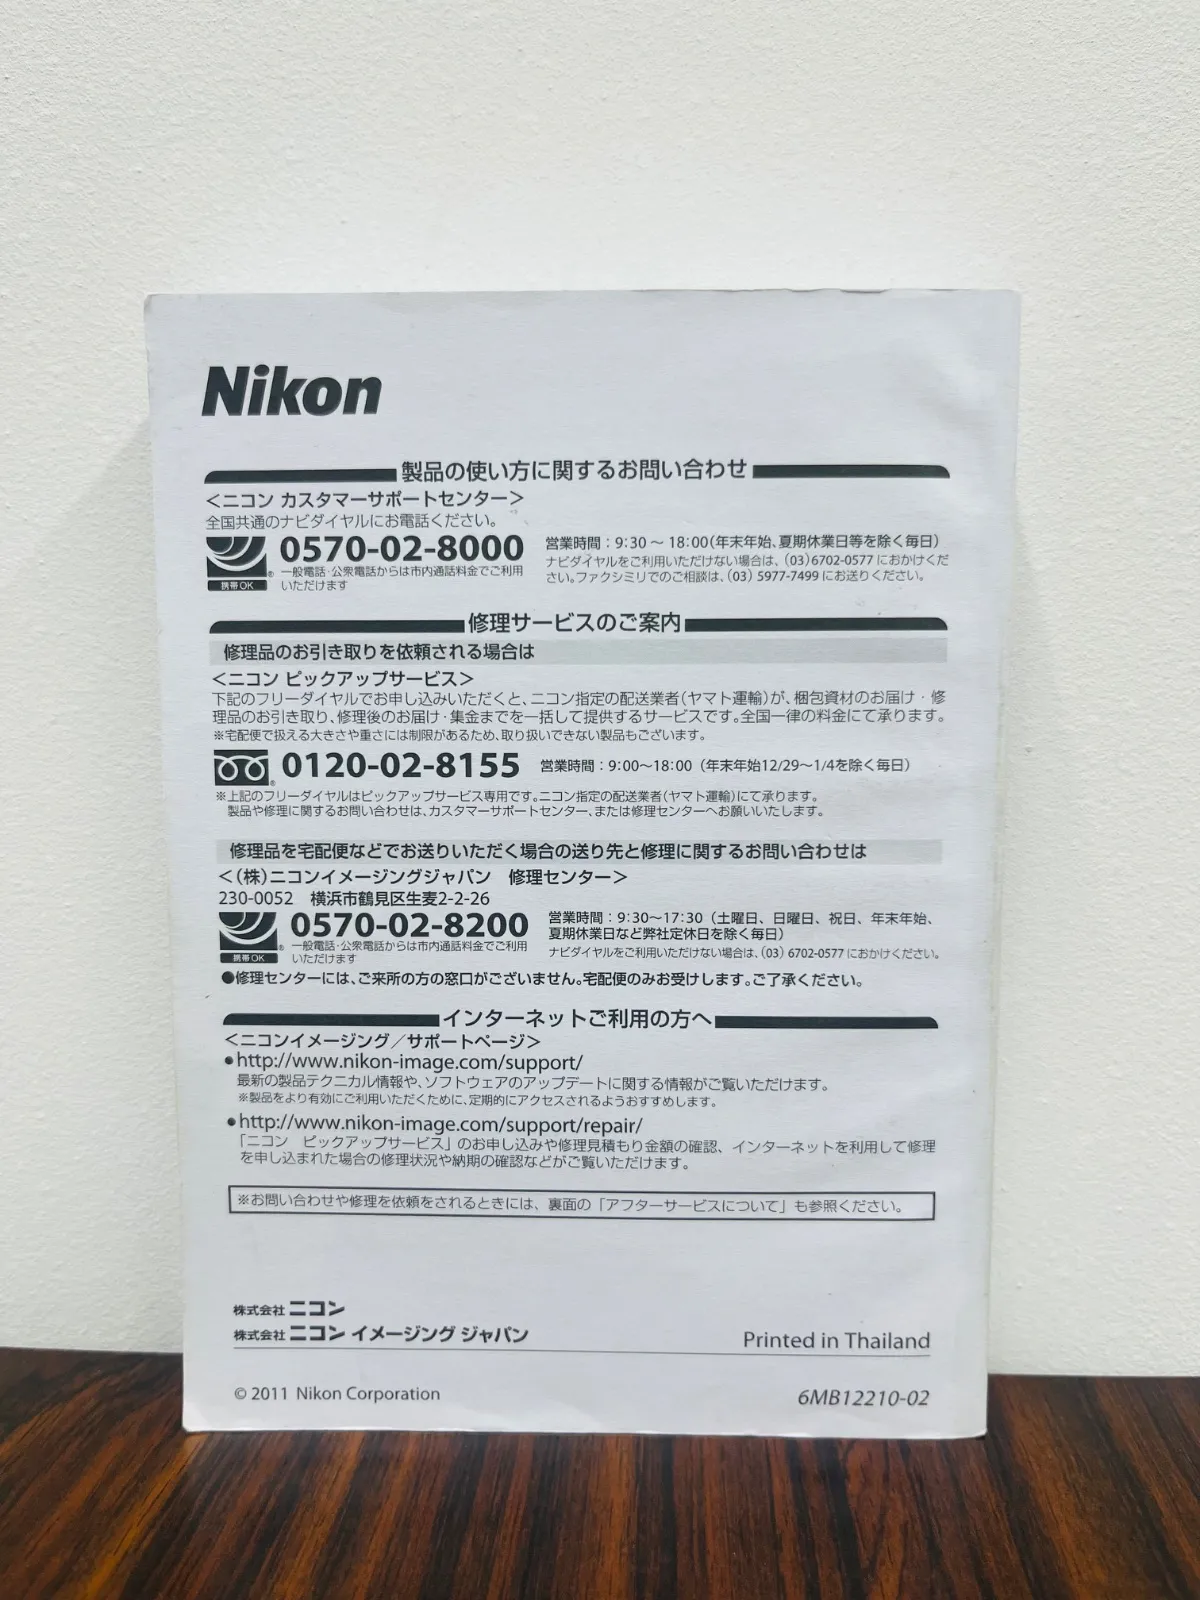 Nikon
製品の使い方に関するお問い合わせ
<ニコン カスタマーサポートセンター>
全国共通のナビダイヤルにお電話ください。
0570-02-8000
携帯OK
一般電話・公衆電話からは市内通話料金でご利用
いただけます
営業時間：9:30 ～ 18:00(年末年始、夏期休業日等を除く毎日)
ナビダイヤルをご利用いただけない場合は、(03)6702-0577 におかけくだ
さい。ファクシミリでのご相談は、(03) 5977-7499 にお送りください。
修理サービスのご案内
修理品のお引き取りを依頼される場合は
<ニコン ピックアップサービス>
下記のフリーダイヤルでお申し込みいただくと、ニコン指定の配送業者(ヤマト運輸)が、梱包資材のお届け・修
理品のお引き取り、修理後のお届け・集金までを一括して提供するサービスです。全国一律の料金にて承ります。
※宅配便で扱える大きさや重さには制限があるため、取り扱いできない製品もございます。
0120-02-8155
営業時間：9:00～18:00（年末年始12/29～1/4を除く毎日）
※上記のフリーダイヤルはピックアップサービス専用です。ニコン指定の配送業者(ヤマト運輸)にて承ります。
製品や修理に関するお問い合わせは、カスタマーサポートセンター、または修理センターへお願いいたします。
修理品を宅配便などでお送りいただく場合の送り先と修理に関するお問い合わせは
<(株)ニコンイメージングジャパン　修理センター>
230-0052　横浜市鶴見区生麦2-2-26
0570-02-8200
携帯OK
一般電話・公衆電話からは市内通話料金でご利用
いただけます
営業時間：9:30～17:30（土曜日、日曜日、祝日、年末年始、
夏期休業日など弊社定休日を除く毎日）
ナビダイヤルをご利用いただけない場合は、(03) 6702-0577 におかけください。
●修理センターには、ご来所の方の窓口がございません。宅配便のみお受けします。ご了承ください。
インターネットご利用の方へ
<ニコンイメージング／サポートページ>
●http://www.nikon-image.com/support/
最新の製品テクニカル情報や、ソフトウェアのアップデートに関する情報がご覧いただけます。
※製品をより有効にご利用いただくために、定期的にアクセスされるようおすすめします。
●http://www.nikon-image.com/support/repair/
「ニコン　ピックアップサービス」のお申し込みや修理見積もり金額の確認、インターネットを利用して修理
を申し込まれた場合の修理状況や納期の確認などがご覧いただけます。
※お問い合わせや修理を依頼をされるときには、裏面の「アフターサービスについて」も参照ください。
株式会社 ニコン
株式会社 ニコン イメージング ジャパン
Printed in Thailand
© 2011 Nikon Corporation
6MB12210-02